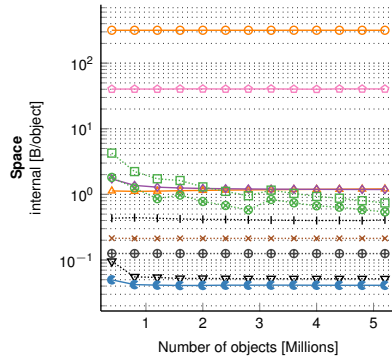 Space
internal [B/object]
10²
10¹
10⁰
10⁻¹
1 2 3 4 5
Number of objects [Millions]